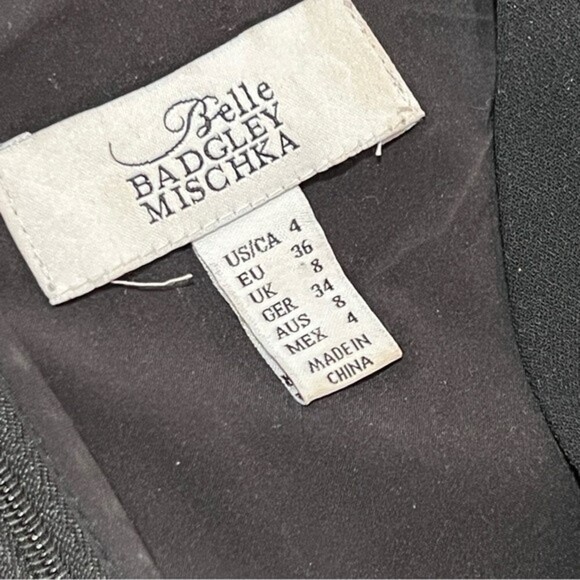 Belle
BADGLEY
MISCHKA
US/CA 4
EU 36
UK 8
GER 34
AUS 8
MEX 4
MADE IN
CHINA